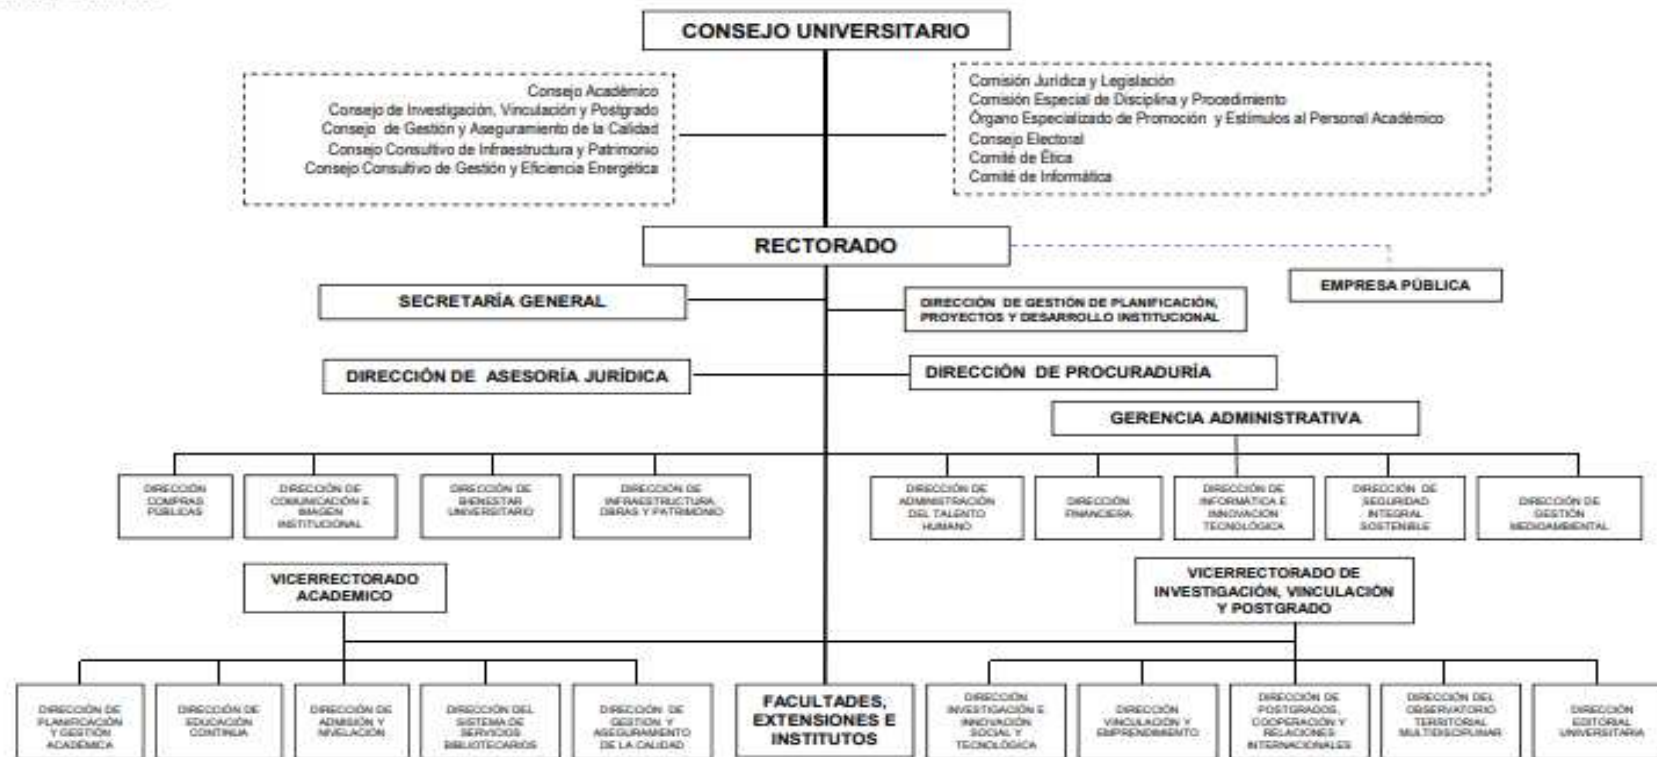 CONSEJO UNIVERSITARIO
Consejo Académico
Consejo de Investigación, Vinculación y Postgrado
Consejo de Gestión y Aseguramiento de la Calidad
Consejo Consultivo de Infraestructura y Patrimonio
Consejo Consultivo de Gestión y Eficiencia Energética
Comisión Jurídica y Legislación
Comisión Especial de Disciplina y Procedimiento
Órgano Especializado de Promoción y Estímulos al Personal Académico
Consejo Electoral
Comité de Ética
Comité de Informática
RECTORADO
EMPRESA PÚBLICA
SECRETARÍA GENERAL
DIRECCIÓN DE GESTIÓN DE PLANIFICACIÓN,
PROYECTOS Y DESARROLLO INSTITUCIONAL
DIRECCIÓN DE ASESORÍA JURÍDICA
DIRECCIÓN DE PROCURADURÍA
GERENCIA ADMINISTRATIVA
DIRECCIÓN
COMPRAS
PÚBLICAS
DIRECCIÓN DE
COMUNICACIÓN E
IMAGEN
INSTITUCIONAL
DIRECCIÓN DE
BIENESTAR
UNIVERSITARIO
DIRECCIÓN DE
INFRAESTRUCTURA,
OBRAS Y PATRIMONIO
DIRECCIÓN DE
ADMINISTRACIÓN
DEL TALENTO
HUMANO
DIRECCIÓN
FINANCIERA
DIRECCIÓN DE
INFORMÁTICA E
INNOVACIÓN
TECNOLÓGICA
DIRECCIÓN DE
SEGURIDAD
INTEGRAL
SOSTENIBLE
DIRECCIÓN DE
GESTIÓN
MEDIOAMBIENTAL
VICERRECTORADO
ACADEMICO
VICERRECTORADO DE
INVESTIGACIÓN, VINCULACIÓN
Y POSTGRADO
DIRECCIÓN DE
PLANIFICACIÓN
Y GESTIÓN
ACADÉMICA
DIRECCIÓN DE
EDUCACIÓN
CONTINUA
DIRECCIÓN DE
ADMISIÓN Y
NIVELACIÓN
DIRECCIÓN DEL
SISTEMA DE
SERVICIOS
BIBLIOTECARIOS
DIRECCIÓN DE
GESTION Y
ASEGURAMIENTO
DE LA CALIDAD
FACULTADES,
EXTENSIONES E
INSTITUTOS
DIRECCIÓN
INVESTIGACIÓN E
INNOVACIÓN
SOCIAL Y
TECNOLÓGICA
DIRECCIÓN
VINCULACIÓN Y
EMPRENDIMIENTO
DIRECCIÓN DE
POSTGRADOS,
COOPERACIÓN Y
RELACIONES
INTERNACIONALES
DIRECCIÓN DEL
OBSERVATORIO
TERRITORIAL
MULTIDISCIPLINAR
DIRECCIÓN
EDITORIAL
UNIVERSITARIA